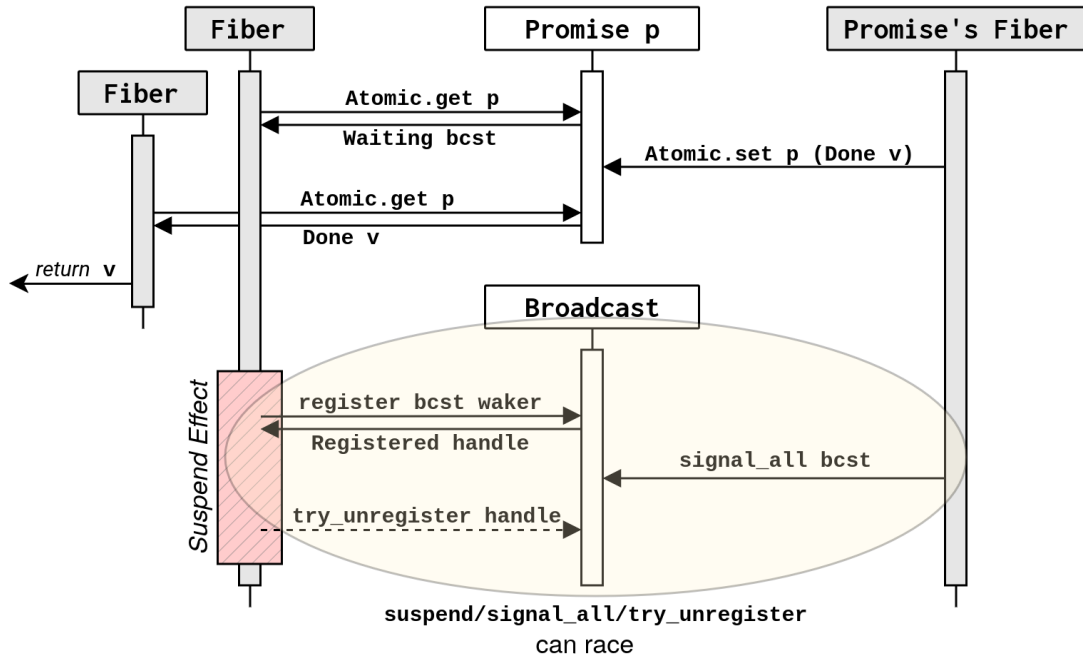 Fiber
Promise p
Promise's Fiber
Fiber
Atomic.get p
Waiting bcst
Atomic.set p (Done v)
Atomic.get p
Done v
return v
Broadcast
Suspend Effect
register bcst waker
Registered handle
signal_all bcst
try_unregister handle
suspend/signal_all/try_unregister
can race